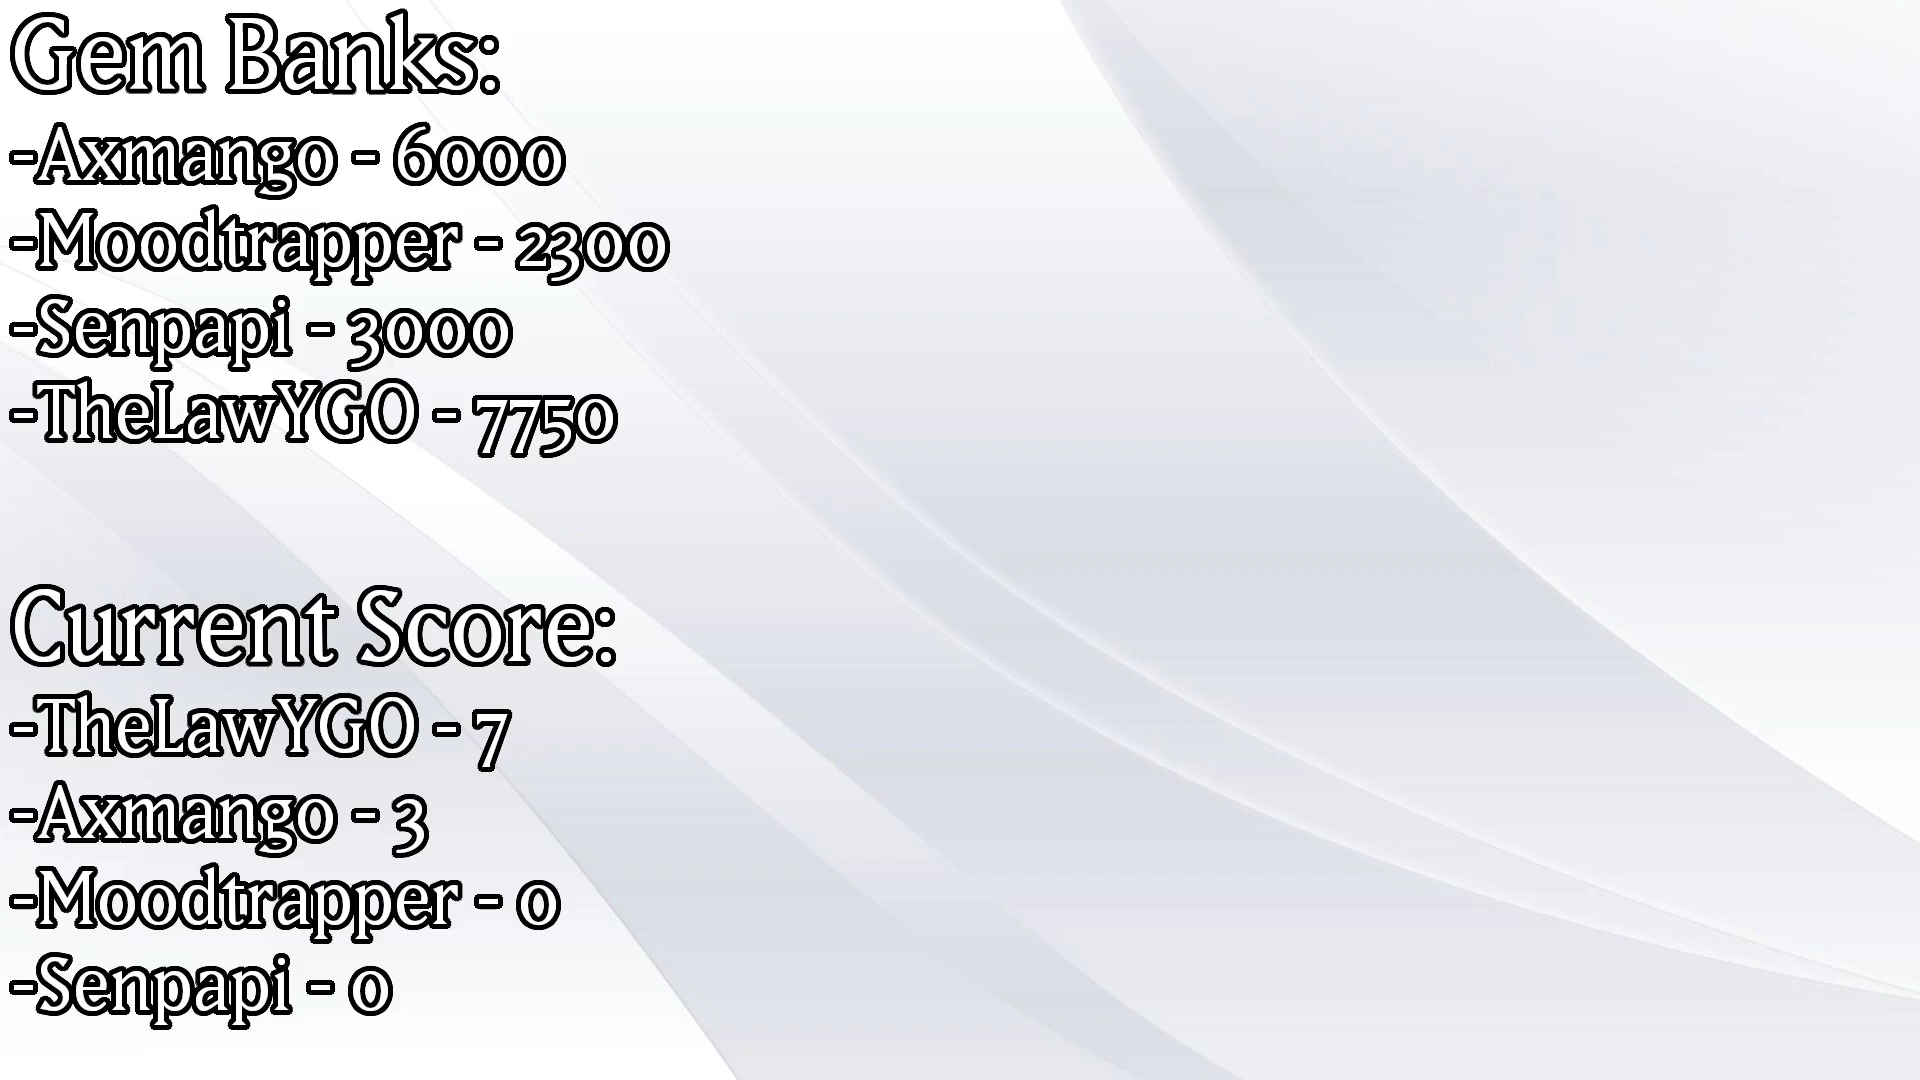 Gem Banks:
-Axmango - 6000
-Moodtrapper - 2300
-Senpapi - 3000
-TheLawYGO - 7750
Current Score:
-TheLawYGO - 7
-Axmango - 3
-Moodtrapper - 0
-Senpapi - 0